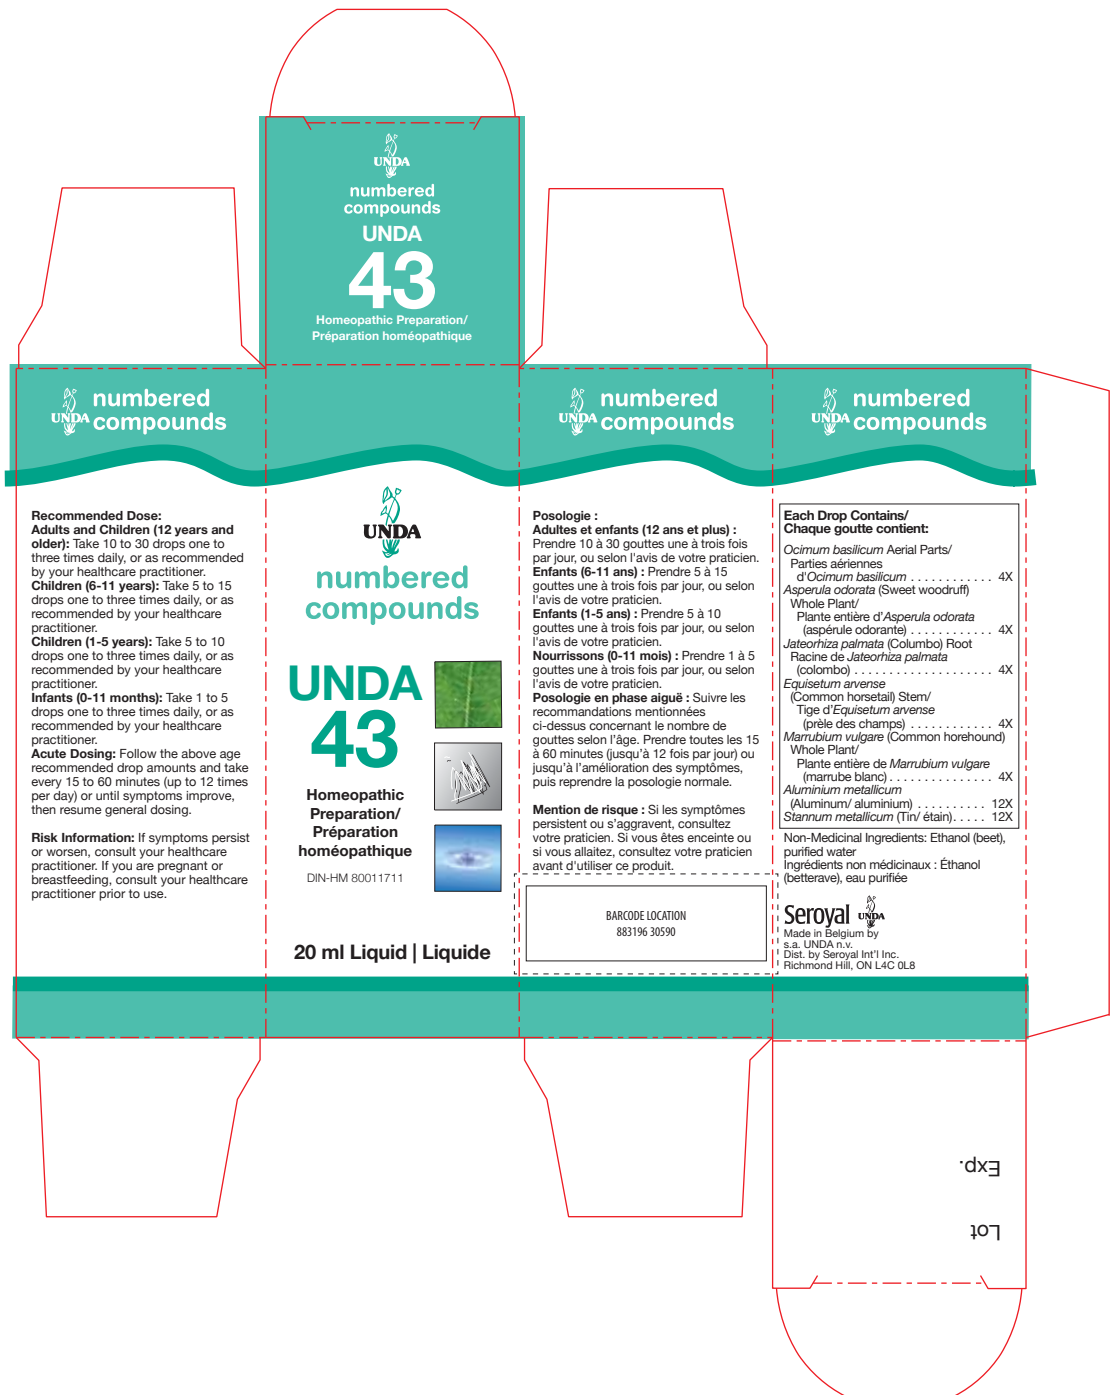 UNDA
numbered
compounds
UNDA
43
Homeopathic Preparation/
Préparation homéopathique
UNDA
numbered
compounds
UNDA
numbered
compounds
UNDA
numbered
compounds
Recommended Dose:
Adults and Children (12 years and
older): Take 10 to 30 drops one to
three times daily, or as recommended
by your healthcare practitioner.
Children (6-11 years): Take 5 to 15
drops one to three times daily, or as
recommended by your healthcare
practitioner.
Children (1-5 years): Take 5 to 10
drops one to three times daily, or as
recommended by your healthcare
practitioner.
Infants (0-11 months): Take 1 to 5
drops one to three times daily, or as
recommended by your healthcare
practitioner.
Acute Dosing: Follow the above age
recommended drop amounts and take
every 15 to 60 minutes (up to 12 times
per day) or until symptoms improve,
then resume general dosing.
Risk Information: If symptoms persist
or worsen, consult your healthcare
practitioner. If you are pregnant or
breastfeeding, consult your healthcare
practitioner prior to use.
UNDA
numbered
compounds
UNDA
43
Homeopathic
Preparation/
Préparation
homéopathique
DIN-HM 80011711
20 ml Liquid | Liquide
Posologie :
Adultes et enfants (12 ans et plus) :
Prendre 10 à 30 gouttes une à trois fois
par jour, ou selon l'avis de votre praticien.
Enfants (6-11 ans) : Prendre 5 à 15
gouttes une à trois fois par jour, ou selon
l'avis de votre praticien.
Enfants (1-5 ans) : Prendre 5 à 10
gouttes une à trois fois par jour, ou selon
l'avis de votre praticien.
Nourrissons (0-11 mois) : Prendre 1 à 5
gouttes une à trois fois par jour, ou selon
l'avis de votre praticien.
Posologie en phase aiguë : Suivre les
recommandations mentionnées
ci-dessus concernant le nombre de
gouttes selon l'âge. Prendre toutes les 15
à 60 minutes (jusqu'à 12 fois par jour) ou
jusqu'à l'amélioration des symptômes,
puis reprendre la posologie normale.
Mention de risque : Si les symptômes
persistent ou s'aggravent, consultez
votre praticien. Si vous êtes enceinte ou
si vous allaitez, consultez votre praticien
avant d'utiliser ce produit.
BARCODE LOCATION
883196 30590
Each Drop Contains/
Chaque goutte contient:
Ocimum basilicum Aerial Parts/
Parties aériennes
d'Ocimum basilicum . . . . . . . . . . . . 4X
Asperula odorata (Sweet woodruff)
Whole Plant/
Plante entière d'Asperula odorata
(aspérule odorante) . . . . . . . . . . . . 4X
Jateorhiza palmata (Columbo) Root
Racine de Jateorhiza palmata
(colombo) . . . . . . . . . . . . . . . . . . . . 4X
Equisetum arvense
(Common horsetail) Stem/
Tige d'Equisetum arvense
(prèle des champs) . . . . . . . . . . . . 4X
Marrubium vulgare (Common horehound)
Whole Plant/
Plante entière de Marrubium vulgare
(marrube blanc) . . . . . . . . . . . . . . . 4X
Aluminium metallicum
(Aluminum/ aluminium) . . . . . . . . . . 12X
Stannum metallicum (Tin/ étain) . . . . . 12X
Non-Medicinal Ingredients: Ethanol (beet),
purified water
Ingrédients non médicinaux : Éthanol
(betterave), eau purifiée
Seroyal UNDA
Made in Belgium by
s.a. UNDA n.v.
Dist. by Seroyal Int'l Inc.
Richmond Hill, ON L4C 0L8
Exp.
Lot